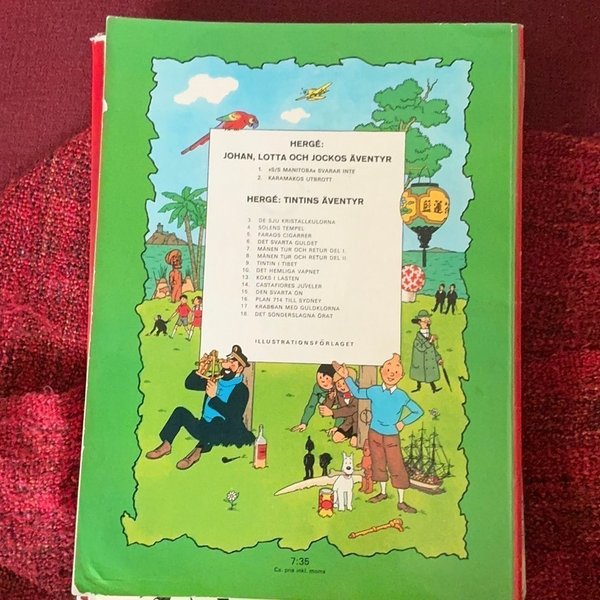 HERGÉ:
JOHAN, LOTTA OCH JOCKOS ÄVENTYR
1. «S/S MANITOBA» SVARAR INTE
2. KARAMAKOS UTBROTT
HERGÉ: TINTINS ÄVENTYR
3. DE SJU KRISTALLKULORNA
4. SOLENS TEMPEL
5. FARAOS CIGARRER
6. DET SVARTA GULDET
7. MÅNEN TUR OCH RETUR DEL I.
8. MÅNEN TUR OCH RETUR DEL II
9. TINTIN I TIBET
10. DET HEMLIGA VAPNET
13. KOKS I LASTEN
14. CASTAFIORES JUVELER
15. DEN SVARTA ÖN
16. PLAN 714 TILL SYDNEY
17. KRABBAN MED GULDKLORNA
18. DET SÖNDERSLAGNA ÖRAT
ILLUSTRATIONSFÖRLAGET
7:35
Ca. pris inkl. moms